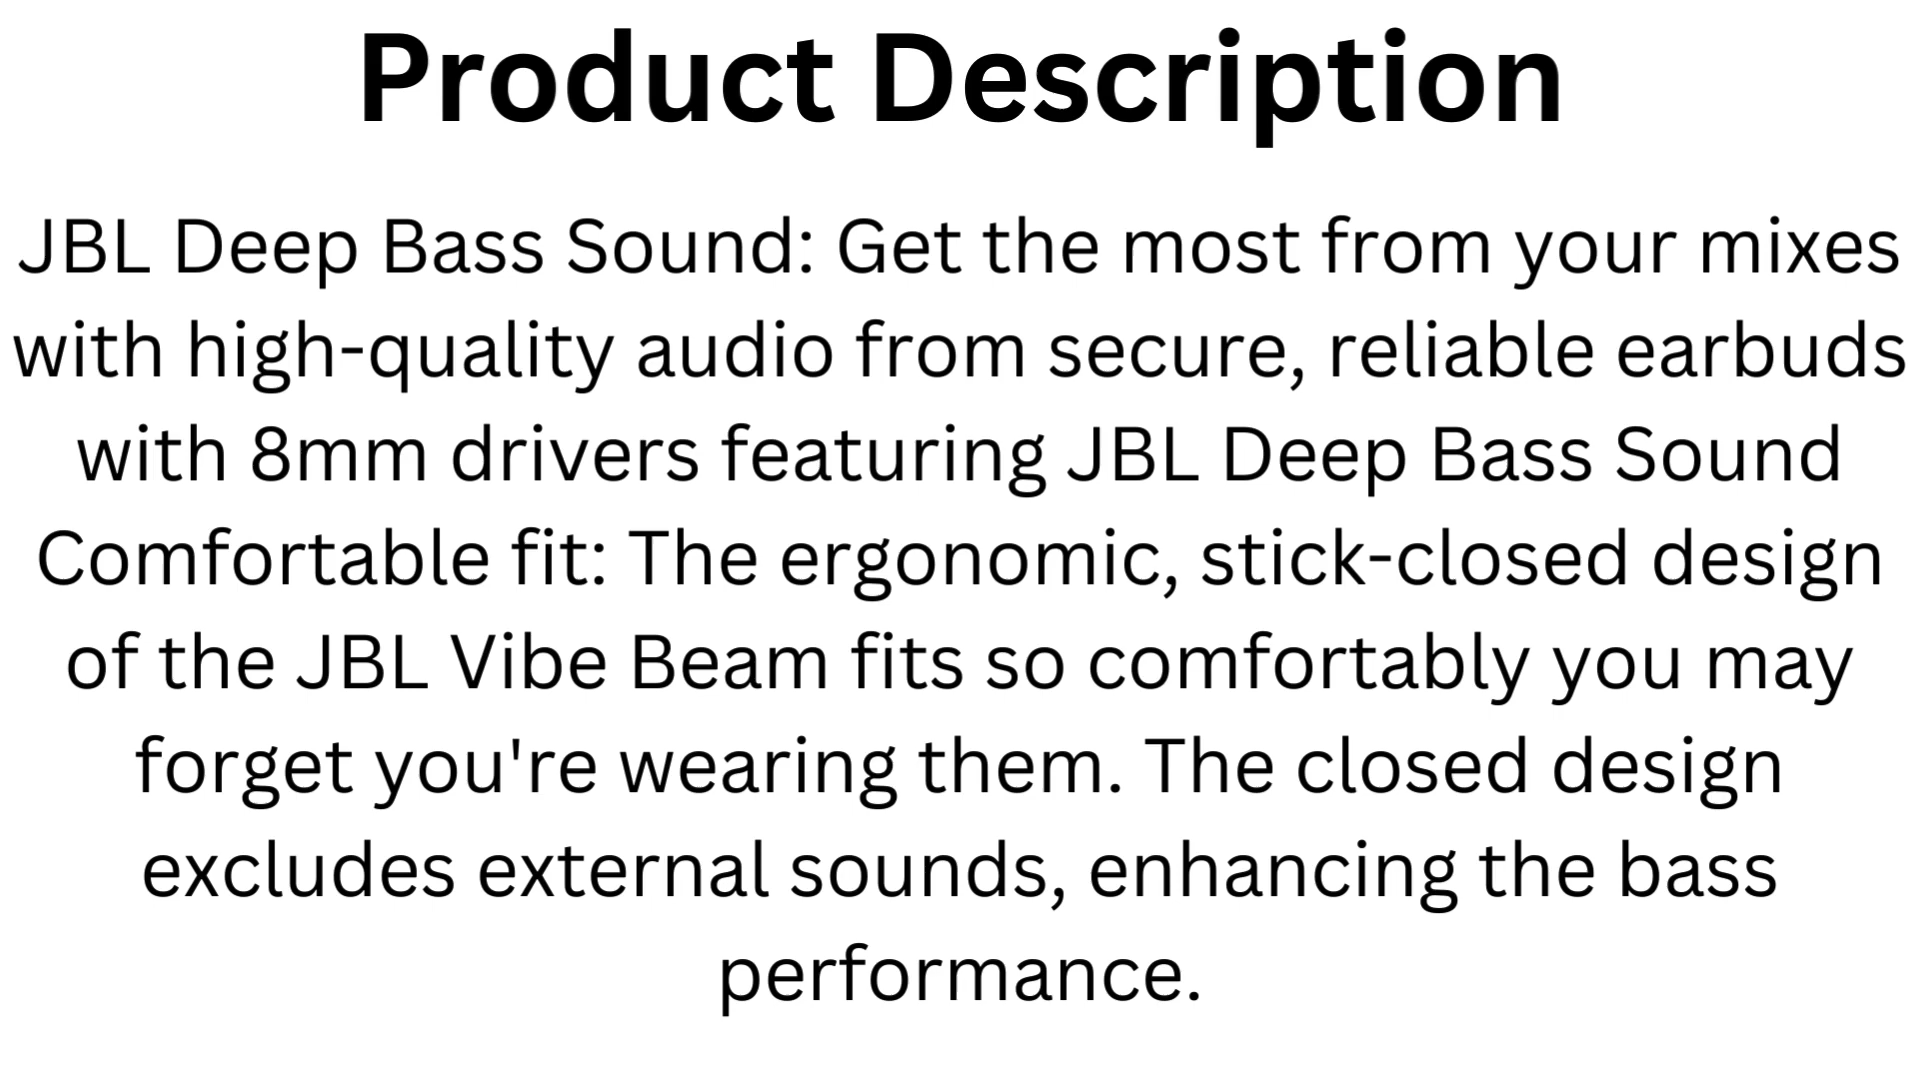 Product Description
JBL Deep Bass Sound: Get the most from your mixes
with high-quality audio from secure, reliable earbuds
with 8mm drivers featuring JBL Deep Bass Sound
Comfortable fit: The ergonomic, stick-closed design
of the JBL Vibe Beam fits so comfortably you may
forget you're wearing them. The closed design
excludes external sounds, enhancing the bass
performance.